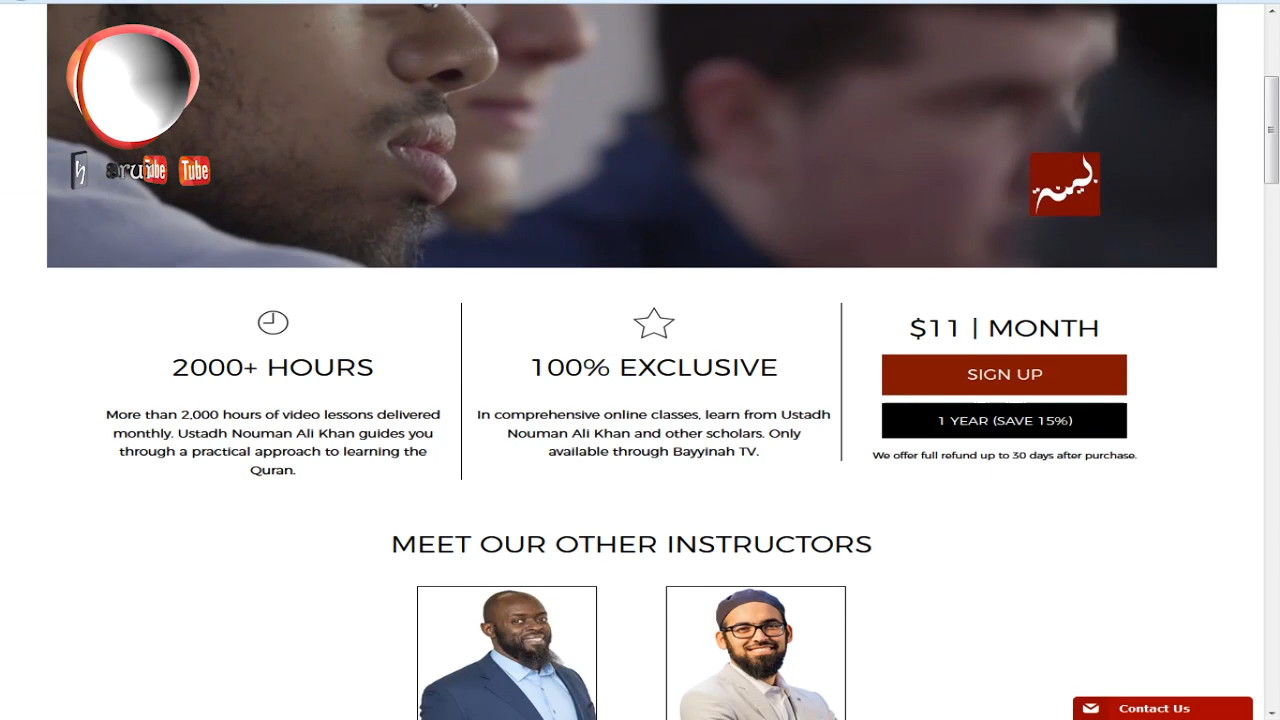 Tube
Tube
بينة
2000+ HOURS
More than 2,000 hours of video lessons delivered
monthly. Ustadh Nouman Ali Khan guides you
through a practical approach to learning the
Quran.
100% EXCLUSIVE
In comprehensive online classes, learn from Ustadh
Nouman Ali Khan and other scholars. Only
available through Bayyinah TV.
$11 | MONTH
SIGN UP
1 YEAR (SAVE 15%)
We offer full refund up to 30 days after purchase.
MEET OUR OTHER INSTRUCTORS
Contact Us